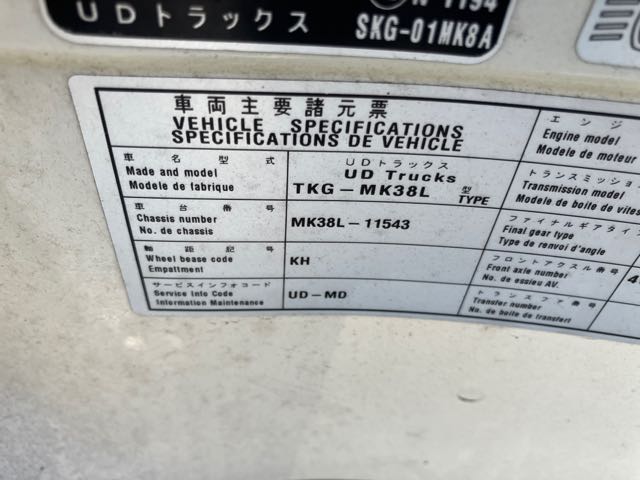 N 1194
UDトラックス SKG-01MK8A
車両主要諸元票
VEHICLE SPECIFICATIONS
SPECIFICATIONS DE VEHICLE
車名型式
Made and model
Modele de fabrique
UDトラックス
UD Trucks
TKG-MK38L 型
TYPE
車台番号
Chassis number
No. de chassis
MK38L-11543
軸距記号
Wheel bease code
Empattment
KH
サービスインフォコード
Service Info Code
Information Maintenance
UD-MD
エンジ
Engine model
Modele de moteur
トランスミッショ
Transmission model
Modele de boite de vites
ファイナルギアタイプ
Final gear type
Type de renvoi d'angle
フロントアクスル番号
Front axle number
No. de essieu AV.
トランスファ番号
Transfer number
No. de boite de transfert